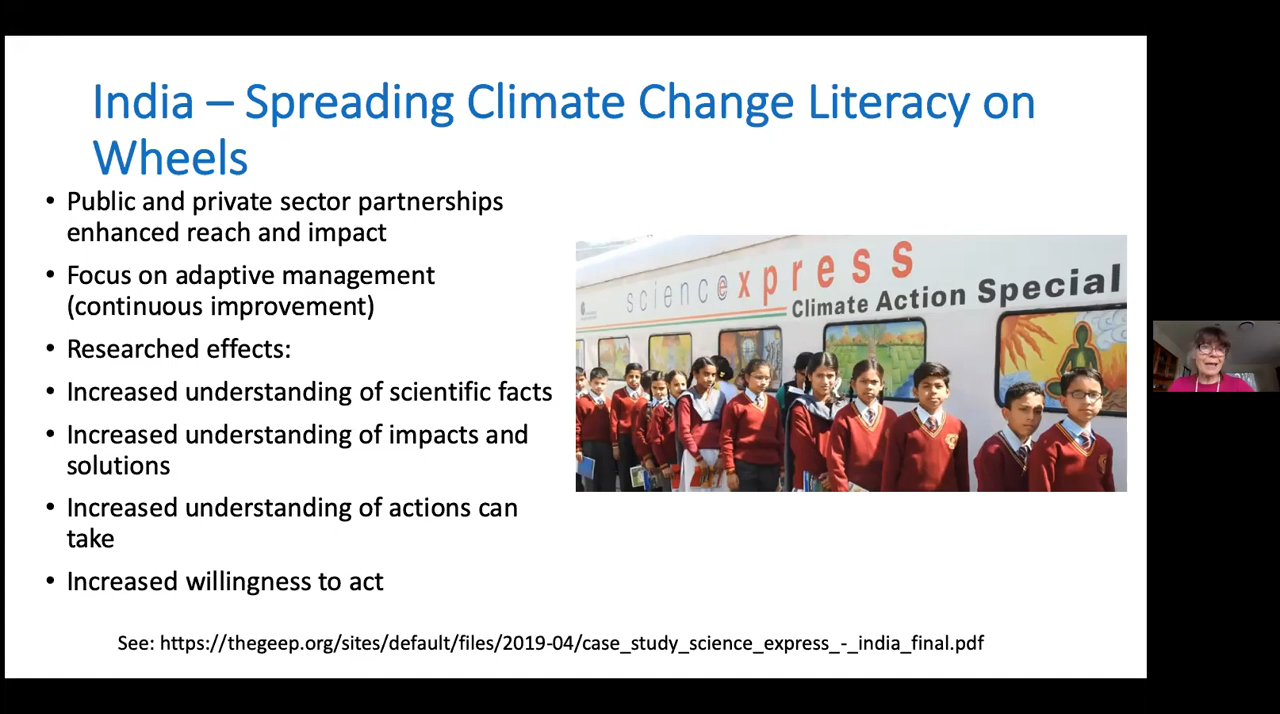 India – Spreading Climate Change Literacy on
Wheels
• Public and private sector partnerships
enhanced reach and impact
• Focus on adaptive management
(continuous improvement)
• Researched effects:
• Increased understanding of scientific facts
• Increased understanding of impacts and
solutions
• Increased understanding of actions can
take
• Increased willingness to act
sciencexpress
Climate Action Special
See: https://thegeep.org/sites/default/files/2019-04/case_study_science_express_-_india_final.pdf